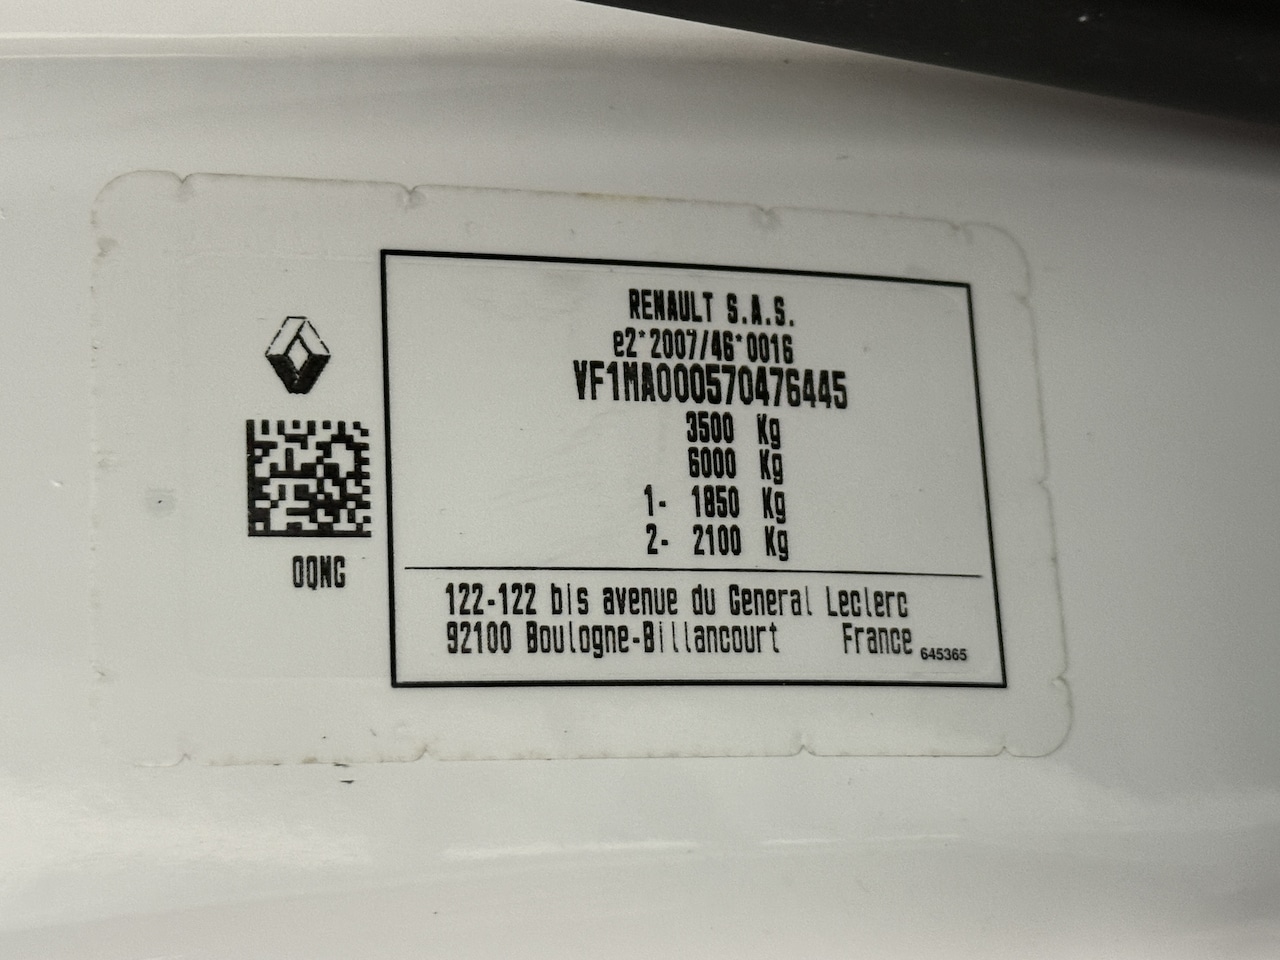 RENAULT S.A.S.
e2*2007/46*0016
VF1MA000570476445
3500 Kg
6000 Kg
1- 1850 Kg
2- 2100 Kg
OQNG
122-122 bis avenue du General Leclerc
92100 Boulogne-Billancourt France 645365